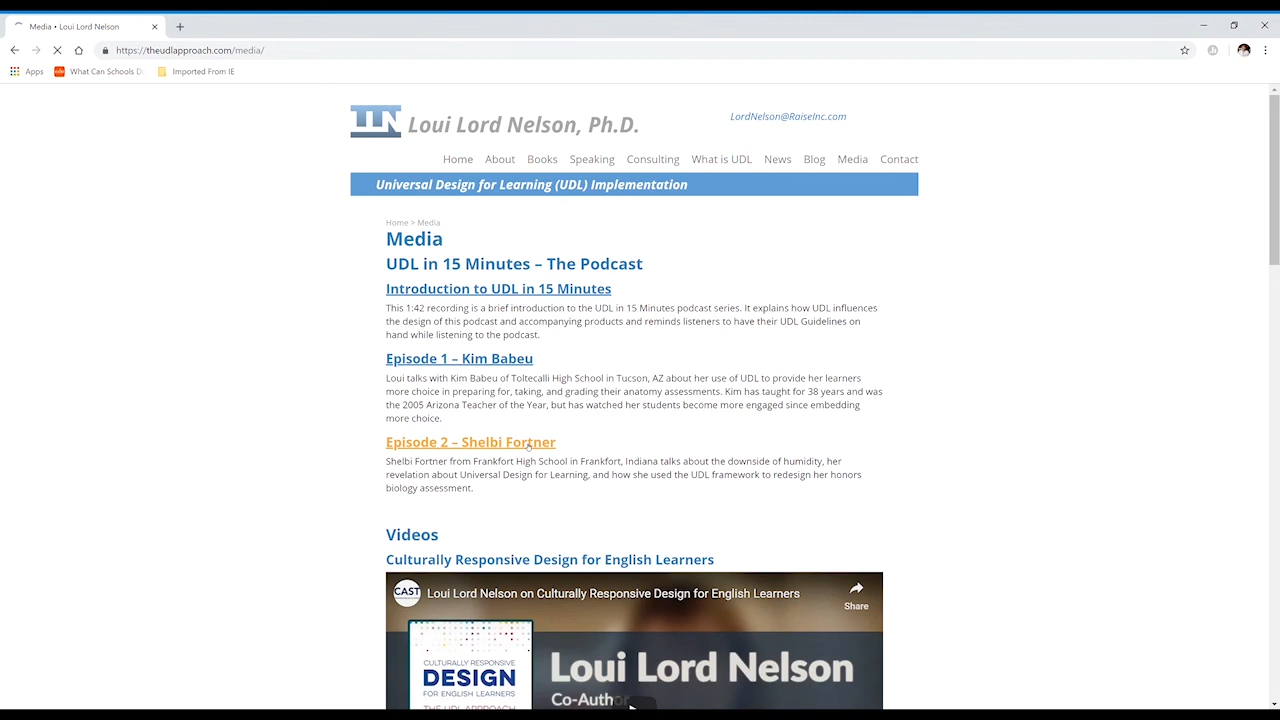 Media • Loui Lord Nelson
https://theudlapproach.com/media/
Apps
What Can Schools D
Imported From IE
LLN
Loui Lord Nelson, Ph.D.
LordNelson@RaiseInc.com
Home About Books Speaking Consulting What is UDL News Blog Media Contact
Universal Design for Learning (UDL) Implementation
Home > Media
Media
UDL in 15 Minutes – The Podcast
Introduction to UDL in 15 Minutes
This 1:42 recording is a brief introduction to the UDL in 15 Minutes podcast series. It explains how UDL influences
the design of this podcast and accompanying products and reminds listeners to have their UDL Guidelines on
hand while listening to the podcast.
Episode 1 – Kim Babeu
Loui talks with Kim Babeu of Toltecalli High School in Tucson, AZ about her use of UDL to provide her learners
more choice in preparing for, taking, and grading their anatomy assessments. Kim has taught for 38 years and was
the 2005 Arizona Teacher of the Year, but has watched her students become more engaged since embedding
more choice.
Episode 2 – Shelbi Fortner
Shelbi Fortner from Frankfort High School in Frankfort, Indiana talks about the downside of humidity, her
revelation about Universal Design for Learning, and how she used the UDL framework to redesign her honors
biology assessment.
Videos
Culturally Responsive Design for English Learners
CAST
Loui Lord Nelson on Culturally Responsive Design for English Learners
Share
CULTURALLY RESPONSIVE
DESIGN
FOR ENGLISH LEARNERS
THE UDL APPROACH
Loui Lord Nelson
Co-Author